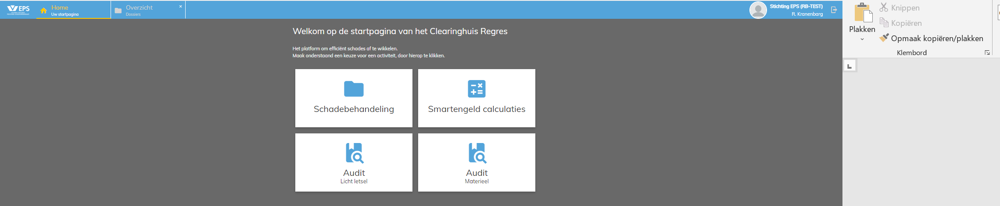 EPS
Home
Uw startpagina
Overzicht
Dossiers
Stichting EPS (RB-TEST)
R. Kranenbarg
Welkom op de startpagina van het Clearinghuis Regres
Het platform om efficiënt schades af te wikkelen.
Maak onderstaand een keuze voor een activiteit, door hierop te klikken.
Schadebehandeling
Smartengeld calculaties
Audit
Licht letsel
Audit
Materieel
Plakken
Knippen
Kopiëren
Opmaak kopiëren/plakken
Klembord